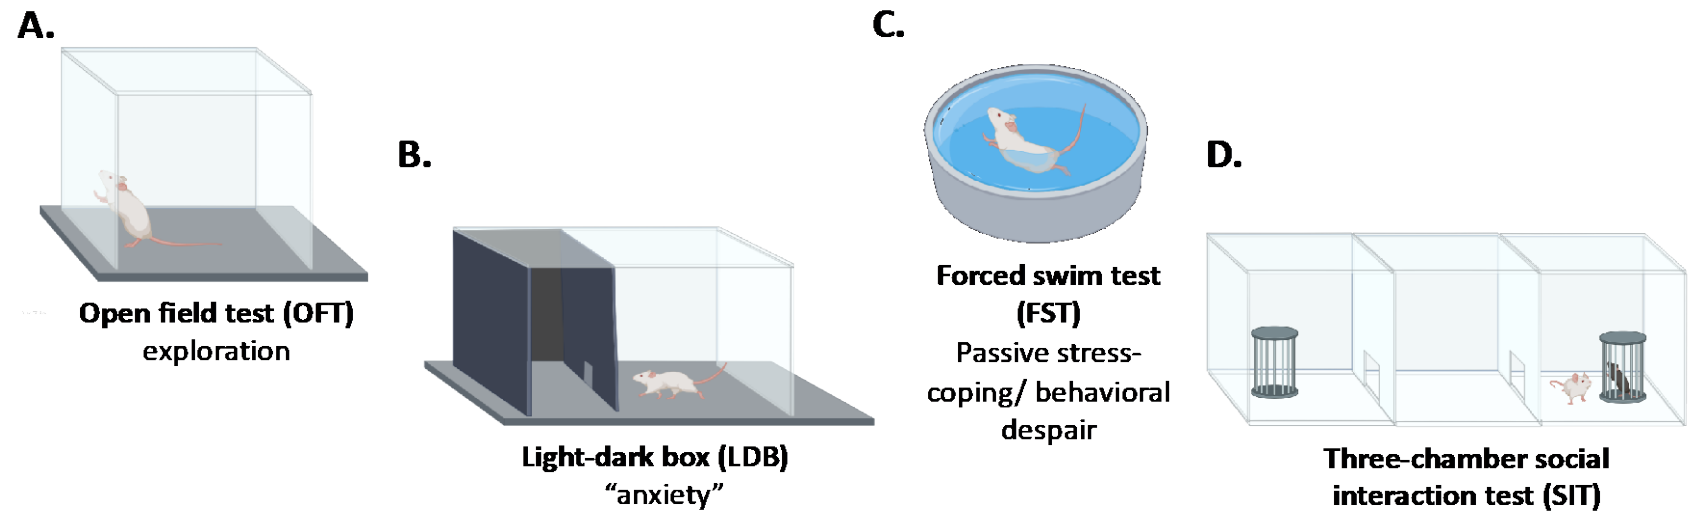 A.
Open field test (OFT)
exploration
B.
Light-dark box (LDB)
“anxiety”
C.
Forced swim test
(FST)
Passive stress-
coping/ behavioral
despair
D.
Three-chamber social
interaction test (SIT)